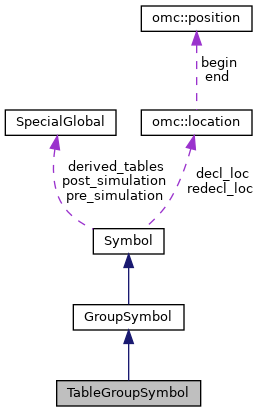 omc::position
begin
end
SpecialGlobal
omc::location
derived_tables
post_simulation
pre_simulation
decl_loc
redecl_loc
Symbol
GroupSymbol
TableGroupSymbol